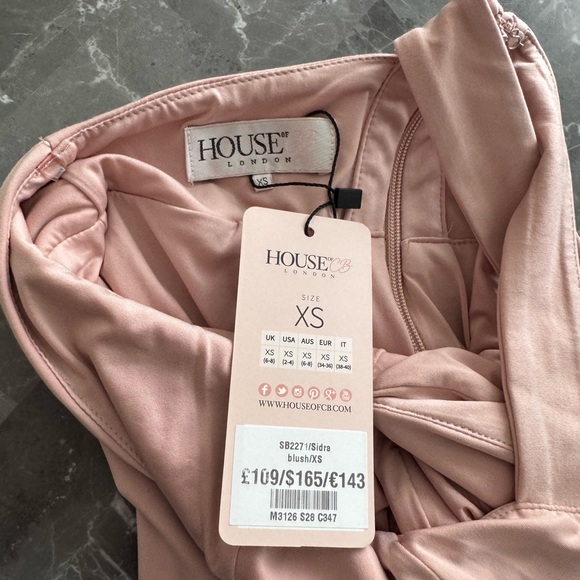 HOUSE OF
LONDON
XS
HOUSE OF CB
LONDON
SIZE
XS
UK USA AUS EUR IT
XS XS XS XS XS
(6-8) (2-4) (6-8) (34-36) (38-40)
WWW.HOUSEOFCB.COM
SB2271/Sidra
blush/XS
£109/$165/€143
M3126 S28 C347